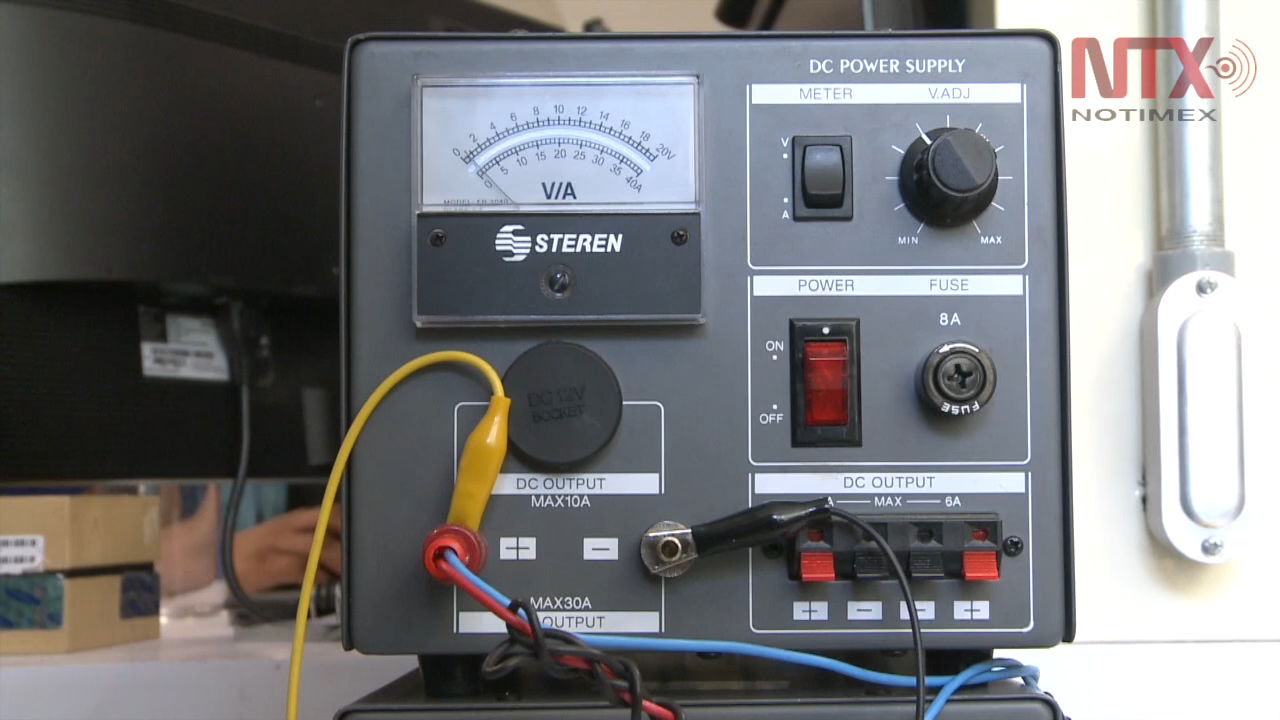 NTX
NOTIMEX
DC POWER SUPPLY
METER V.ADJ
0 2 4 6 8 10 12 14 16 18 20V
0 5 10 15 20 25 30 35 40A
V/A
V
A
MIN MAX
STEREN
POWER FUSE
8A
ON
OFF
FUSE
DC 12V
SOCKET
DC OUTPUT
MAX10A
DC OUTPUT
MAX 6A
+ −
+ − − +
MAX30A
OUTPUT